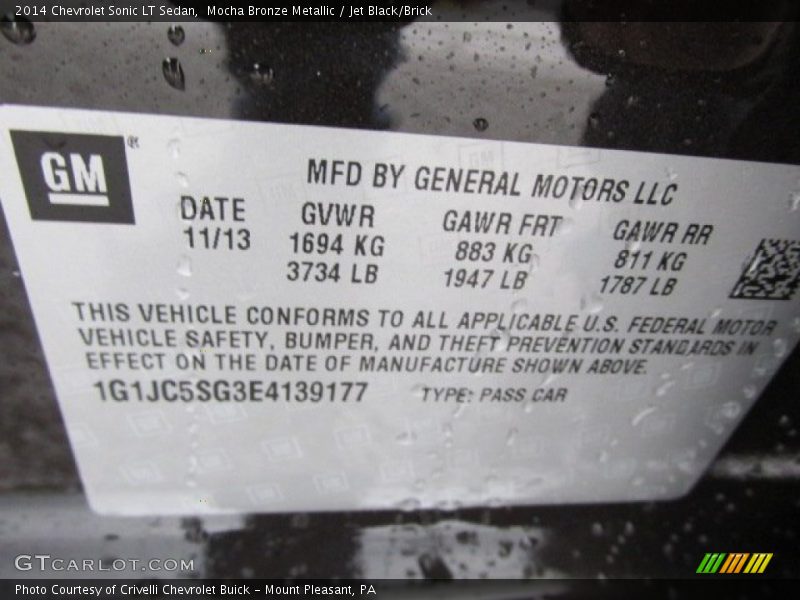 2014 Chevrolet Sonic LT Sedan,  Mocha Bronze Metallic / Jet Black/Brick
GM®
MFD BY GENERAL MOTORS LLC
DATE GVWR GAWR FRT GAWR RR
11/13 1694 KG 883 KG 811 KG
3734 LB 1947 LB 1787 LB
THIS VEHICLE CONFORMS TO ALL APPLICABLE U.S. FEDERAL MOTOR
VEHICLE SAFETY, BUMPER, AND THEFT PREVENTION STANDARDS IN
EFFECT ON THE DATE OF MANUFACTURE SHOWN ABOVE.
1G1JC5SG3E4139177 TYPE: PASS CAR
GTCARLOT.COM
Photo Courtesy of Crivelli Chevrolet Buick – Mount Pleasant, PA